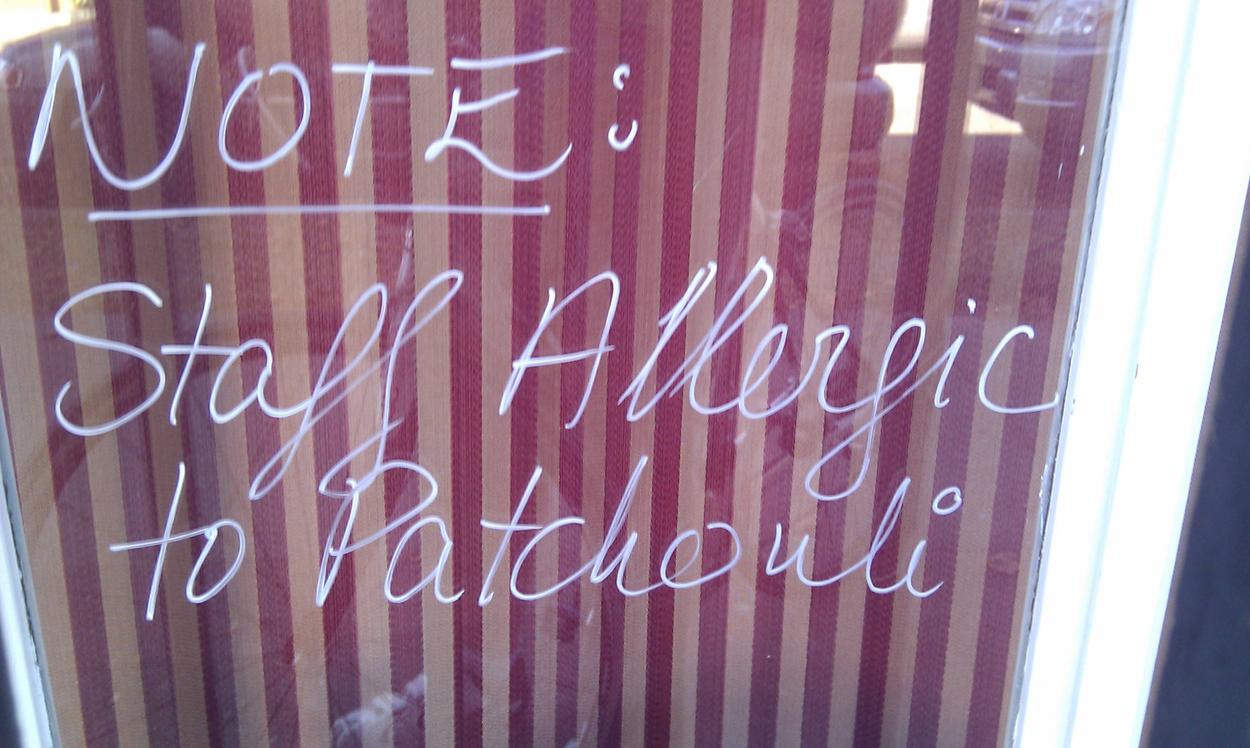 NOTE:
Staff Allergic
to Patchouli